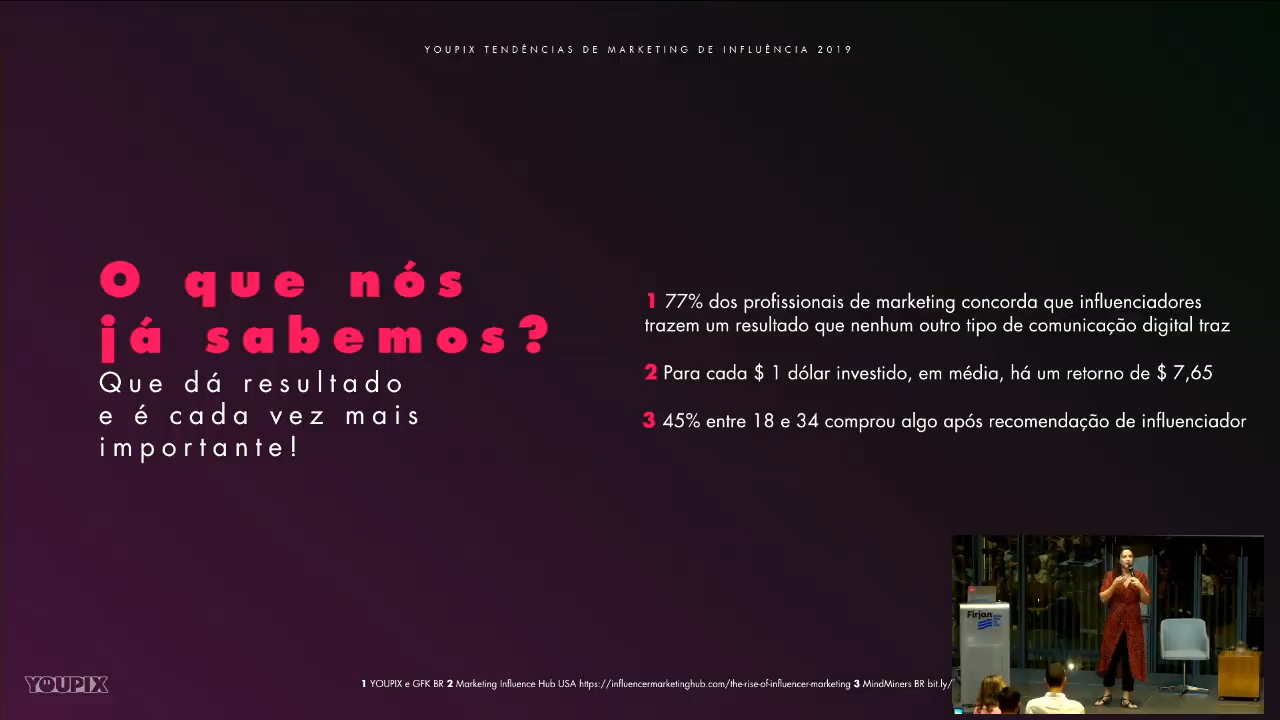 YOUPIX TENDÊNCIAS DE MARKETING DE INFLUÊNCIA 2019
O que nós
já sabemos?
Que dá resultado
e é cada vez mais
importante!
1 77% dos profissionais de marketing concorda que influenciadores
trazem um resultado que nenhum outro tipo de comunicação digital traz
2 Para cada $ 1 dólar investido, em média, há um retorno de $ 7,65
3 45% entre 18 e 34 comprou algo após recomendação de influenciador
Firjan
YOUPIX
1 YOUPIX e GFK BR 2 Marketing Influence Hub USA https://influencermarketinghub.com/the-rise-of-influencer-marketing 3 MindMiners BR bit.ly/